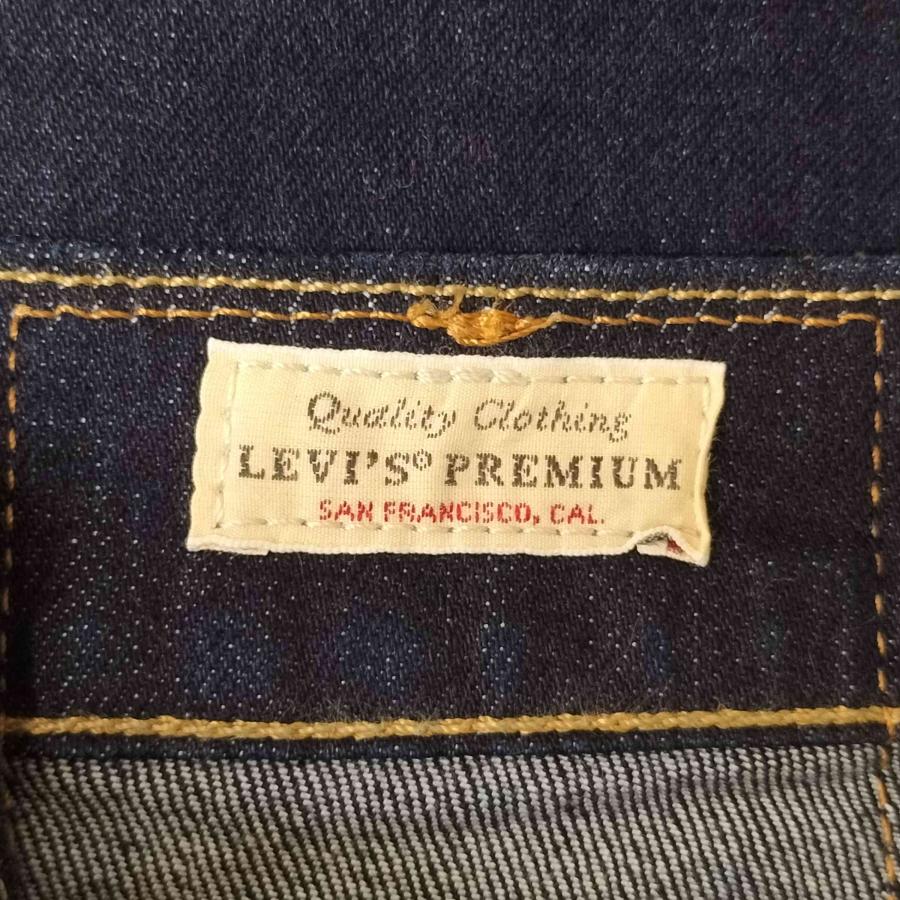 Quality Clothing
LEVI'S® PREMIUM
SAN FRANCISCO, CAL.